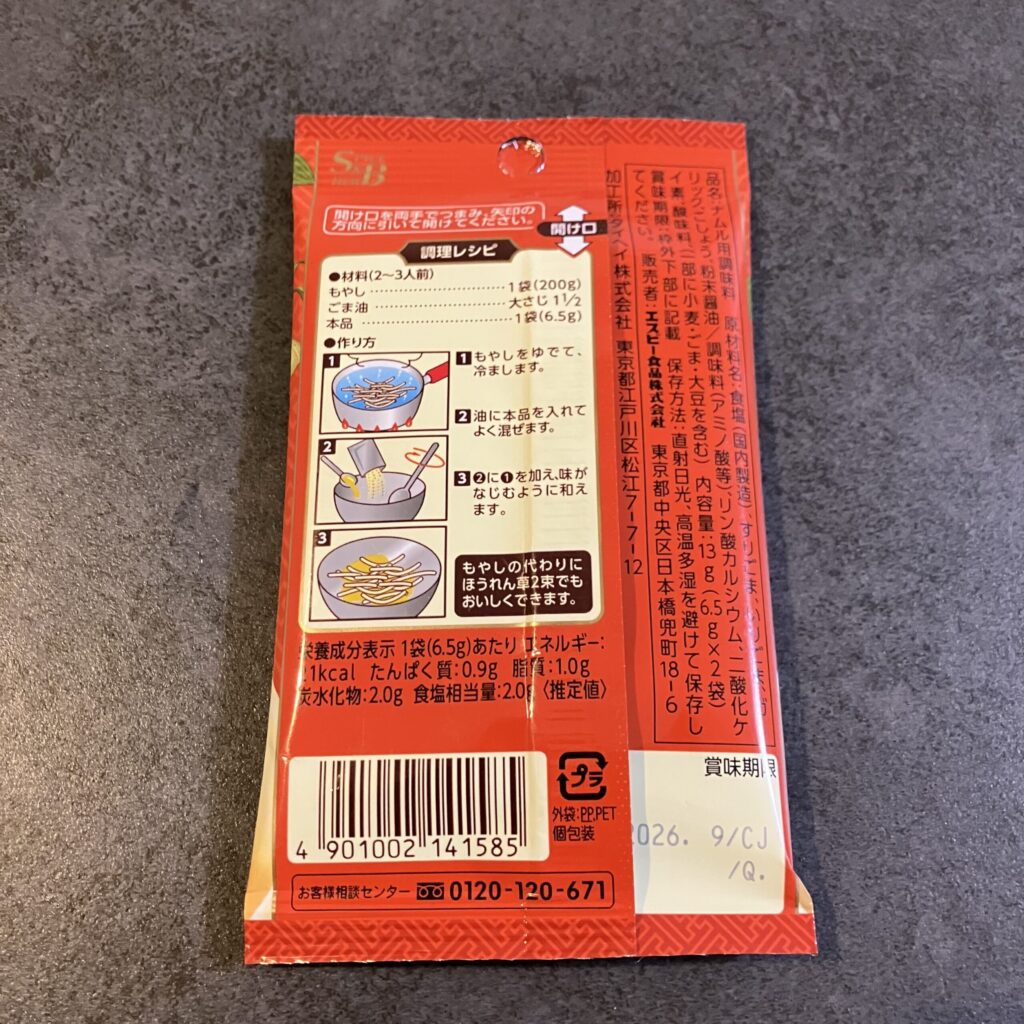 S&B
開け口を両手でつまみ、矢印の
方向に引いて開けてください。
開け口
調理レシピ
●材料(2〜3人前)
もやし 1袋(200g)
ごま油 大さじ1 1/2
本品 1袋(6.5g)
●作り方
1
1 もやしをゆでて、
冷まします。
2
2 油に本品を入れて
よく混ぜます。
3
3 ❷に❶を加え、味が
なじむように和え
ます。
もやしの代わりに
ほうれん草2束でも
おいしくできます。
栄養成分表示 1袋(6.5g)あたり エネルギー:
1kcal たんぱく質:0.9g 脂質:1.0g
炭水化物:2.0g 食塩相当量:2.0g〈推定値〉
品名:ナムル用調味料 原材料名:食塩(国内製造)、すりごま、いりごま、ガ
リック、こしょう、粉末醤油/調味料(アミノ酸等)、リン酸カルシウム、二酸化ケ
イ素、酸味料、(一部に小麦・ごま・大豆を含む) 内容量:13g(6.5g×2袋)
賞味期限:枠外下部に記載 保存方法:直射日光、高温多湿を避けて保存し
てください。 販売者:エスビー食品株式会社 東京都中央区日本橋兜町18-6
加工所:ダイヘイ株式会社 東京都江戸川区松江7-7-12
4 901002 141585
プラ
外袋:PP,PET
個包装
賞味期限
026. 9/CJ
/Q.
お客様相談センター 0120-120-671